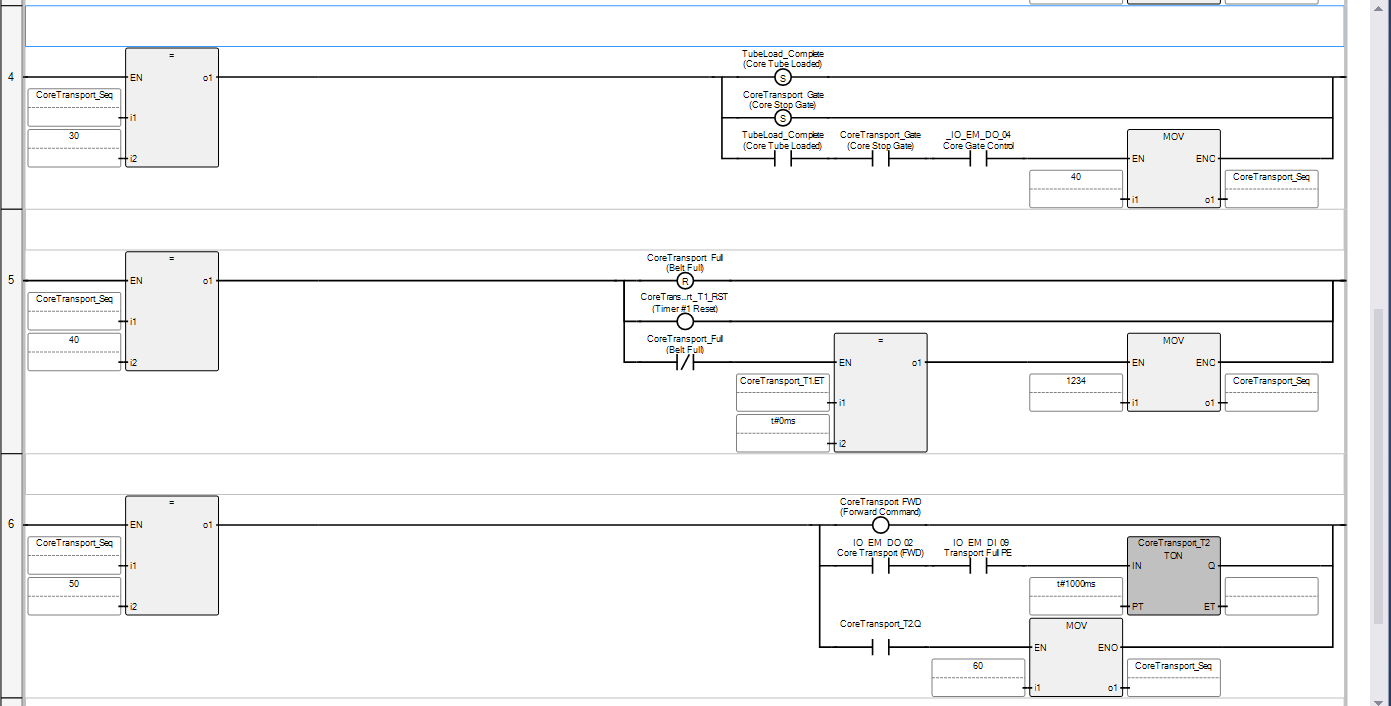 4
=
EN
o1
CoreTransport_Seq
i1
30
i2
TubeLoad_Complete
(Core Tube Loaded)
S
CoreTransport_Gate
(Core Stop Gate)
S
TubeLoad_Complete
(Core Tube Loaded)
CoreTransport_Gate
(Core Stop Gate)
_IO_EM_DO_04
Core Gate Control
MOV
EN
ENO
40
i1
o1
CoreTransport_Seq
5
=
EN
o1
CoreTransport_Seq
i1
40
i2
CoreTransport_Full
(Belt Full)
R
CoreTrans...rt_T1_RST
(Timer #1 Reset)
CoreTransport_Full
(Belt Full)
=
EN
o1
CoreTransport_T1.ET
i1
t#0ms
i2
MOV
EN
ENO
1234
i1
o1
CoreTransport_Seq
6
=
EN
o1
CoreTransport_Seq
i1
50
i2
CoreTransport_FWD
(Forward Command)
_IO_EM_DO_02
Core Transport (FWD)
_IO_EM_DI_09
Transport Full PE
CoreTransport_T2
TON
IN
Q
t#1000ms
PT
ET
CoreTransport_T2.Q
MOV
EN
ENO
60
i1
o1
CoreTransport_Seq